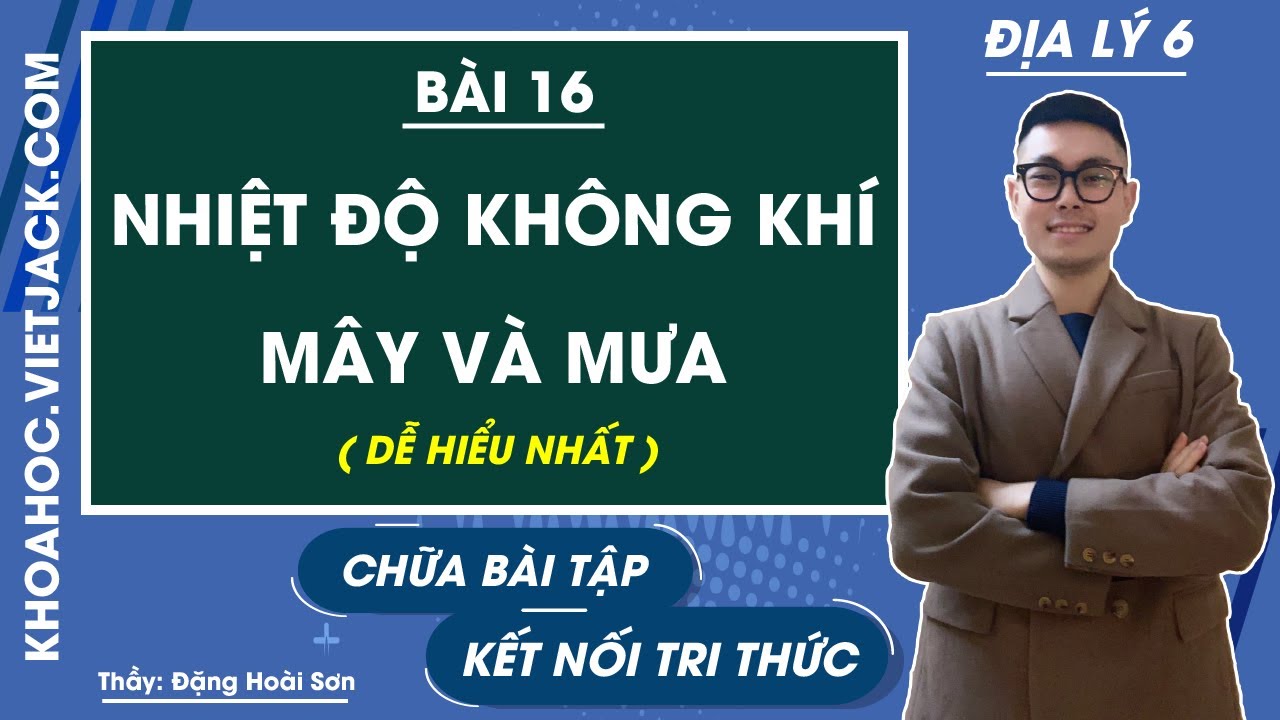 ĐỊA LÝ 6
KHOAHOC.VIETJACK.COM
BÀI 16
NHIỆT ĐỘ KHÔNG KHÍ
MÂY VÀ MƯA
( DỄ HIỂU NHẤT )
CHỮA BÀI TẬP
KẾT NỐI TRI THỨC
Thầy: Đặng Hoài Sơn